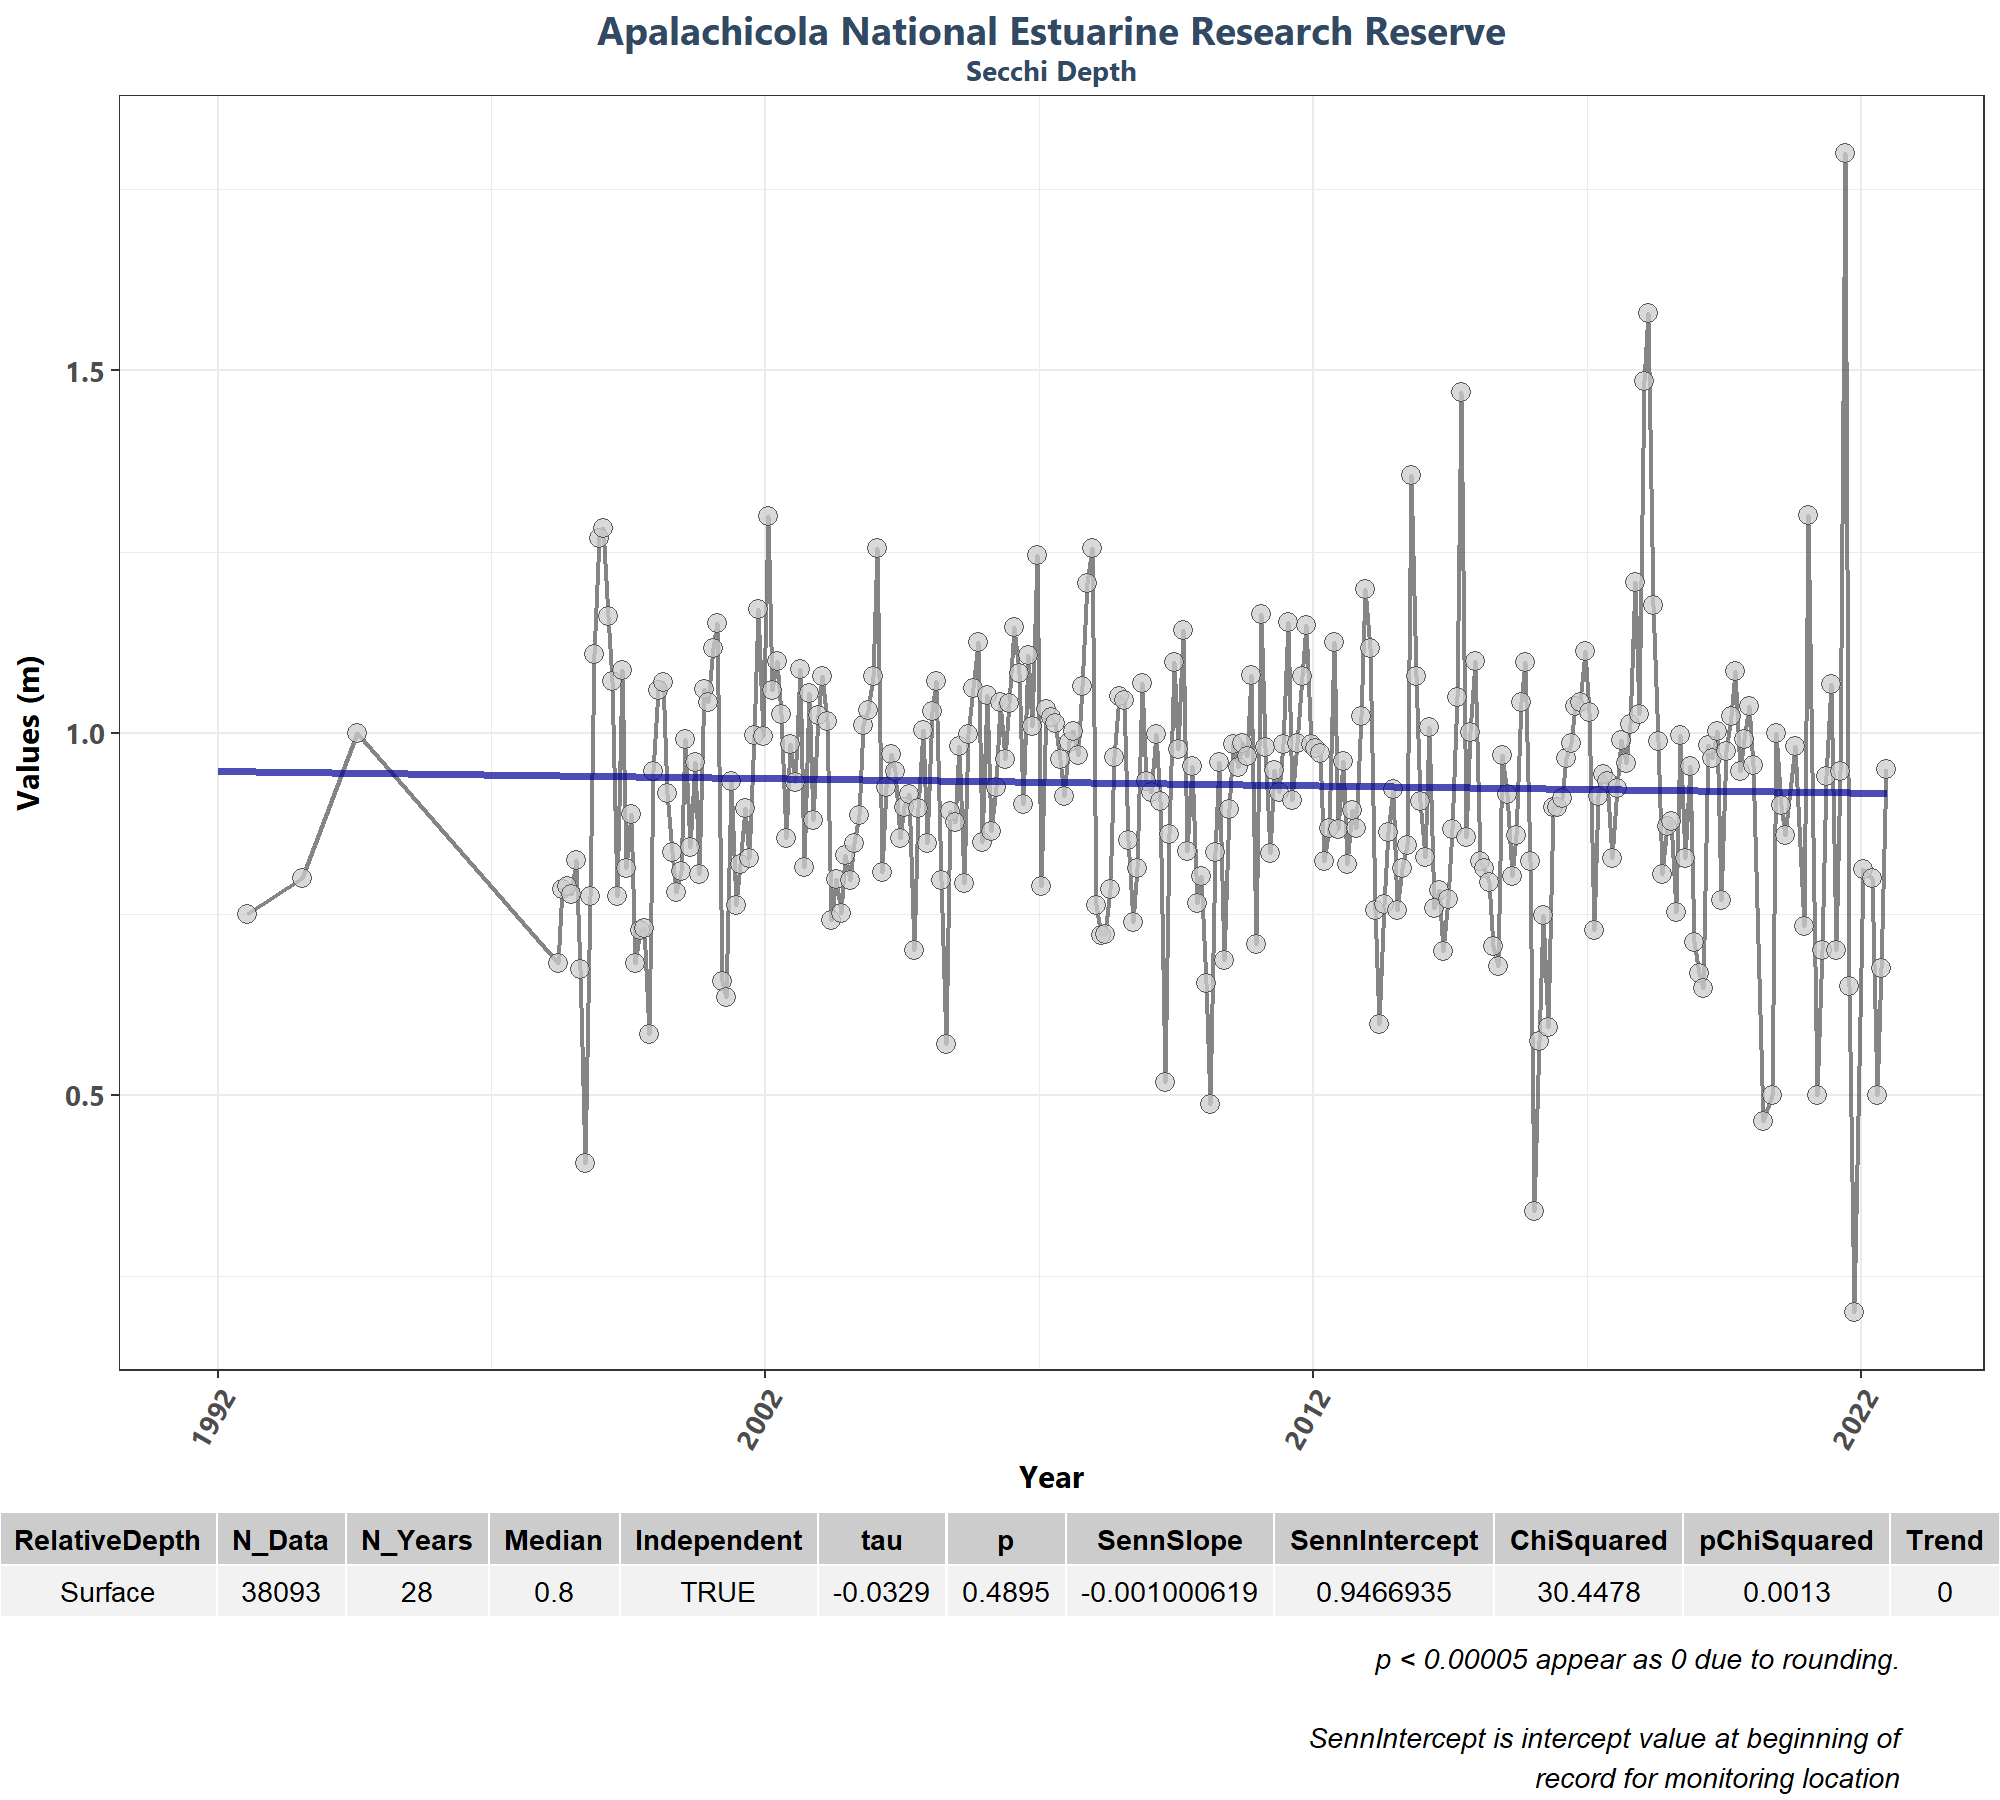 Apalachicola National Estuarine Research Reserve
Secchi Depth
Values (m)
1.5
1.0
0.5
1992
2002
2012
2022
Year
RelativeDepth N_Data N_Years Median Independent tau p SennSlope SennIntercept ChiSquared pChiSquared Trend
Surface 38093 28 0.8 TRUE -0.0329 0.4895 -0.001000619 0.9466935 30.4478 0.0013 0
p < 0.00005 appear as 0 due to rounding.
SennIntercept is intercept value at beginning of
record for monitoring location